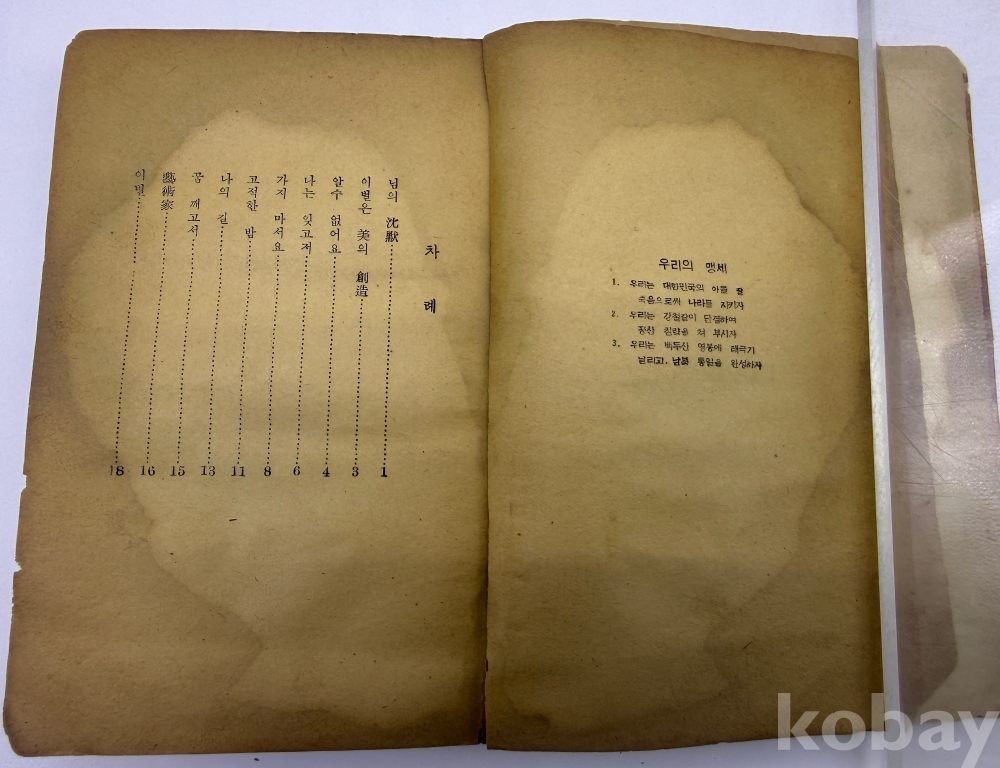 우리의 맹세
1. 우리는 대한민국의 아들 딸
죽음으로써 나라를 지키자
2. 우리는 강철같이 단결하여
공산 침략을 쳐 부시자
3. 우리는 백두산 영봉에 태극기
날리고, 남북 통일을 완성하자
차 례
님의 沈默 1
이별은 美의 創造 3
알수 없어요 4
나는 잊고저 6
가지 마서요 8
고적한 밤 11
나의 길 13
꿈 깨고서 15
藝術家 16
이별 18
kobay